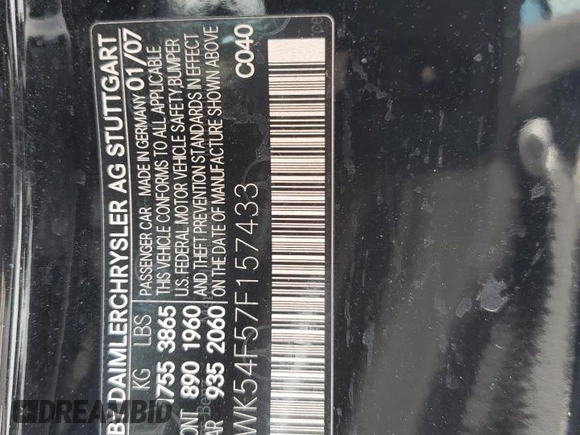 DAIMLERCHRYSLER AG STUTTGART
PASSENGER CAR MADE IN GERMANY 01/07
KG LBS
THIS VEHICLE CONFORMS TO ALL APPLICABLE
1755 3865
U.S. FEDERAL MOTOR VEHICLE SAFETY, BUMPER
890 1960
AND THEFT PREVENTION STANDARDS IN EFFECT
935 2060
ON THE DATE OF MANUFACTURE SHOWN ABOVE
C040
WK54F57F157433
DREAMBID